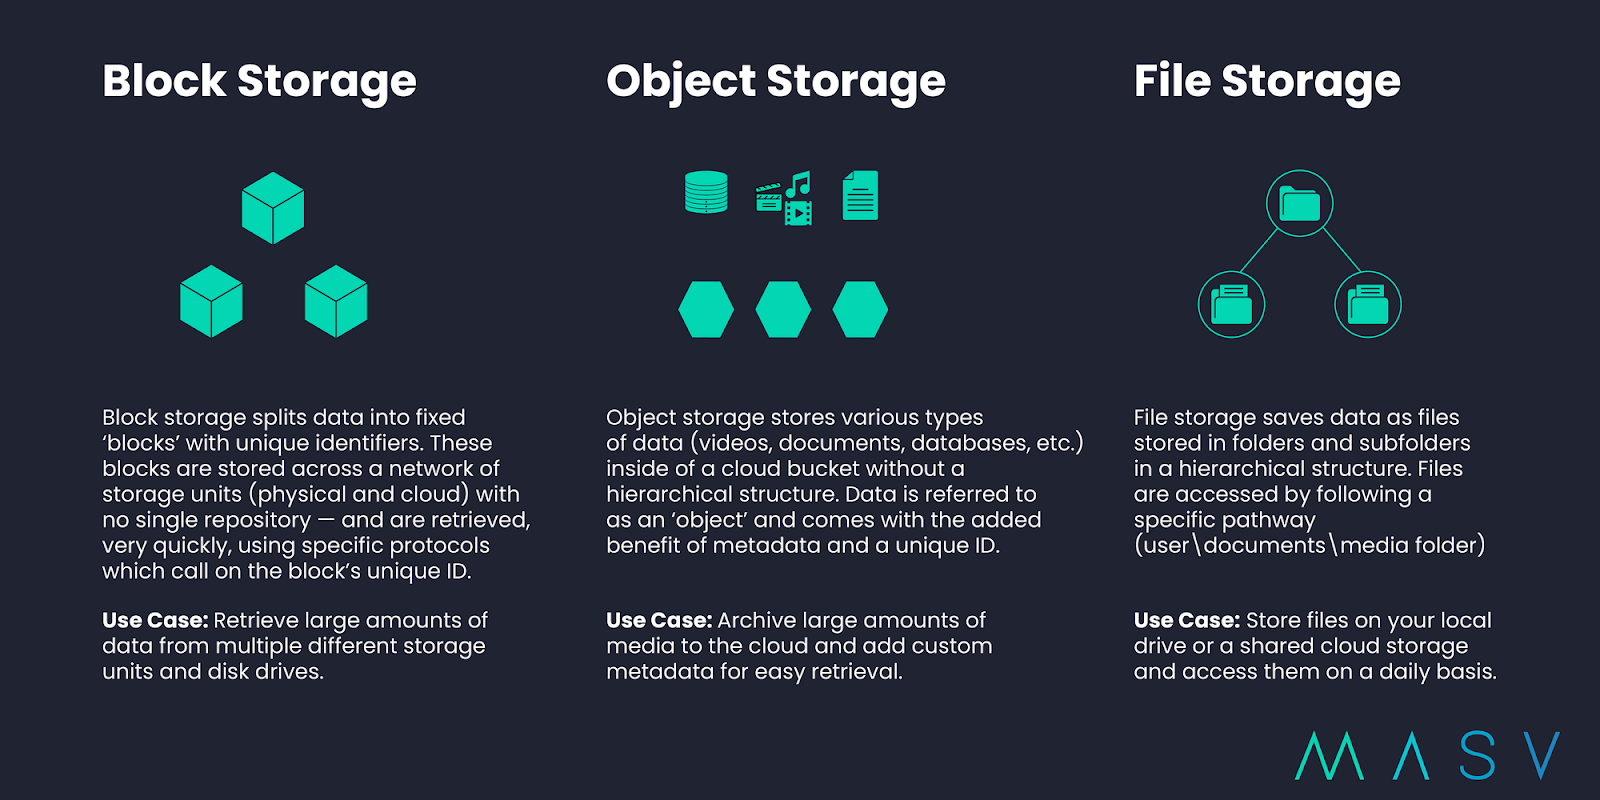 Block Storage
Block storage splits data into fixed
‘blocks’ with unique identifiers. These
blocks are stored across a network of
storage units (physical and cloud) with
no single repository — and are retrieved,
very quickly, using specific protocols
which call on the block’s unique ID.
Use Case: Retrieve large amounts of
data from multiple different storage
units and disk drives.
Object Storage
Object storage stores various types
of data (videos, documents, databases, etc.)
inside of a cloud bucket without a
hierarchical structure. Data is referred to
as an ‘object’ and comes with the added
benefit of metadata and a unique ID.
Use Case: Archive large amounts of
media to the cloud and add custom
metadata for easy retrieval.
File Storage
File storage saves data as files
stored in folders and subfolders
in a hierarchical structure. Files
are accessed by following a
specific pathway
(user\documents\media folder)
Use Case: Store files on your local
drive or a shared cloud storage
and access them on a daily basis.
MASV